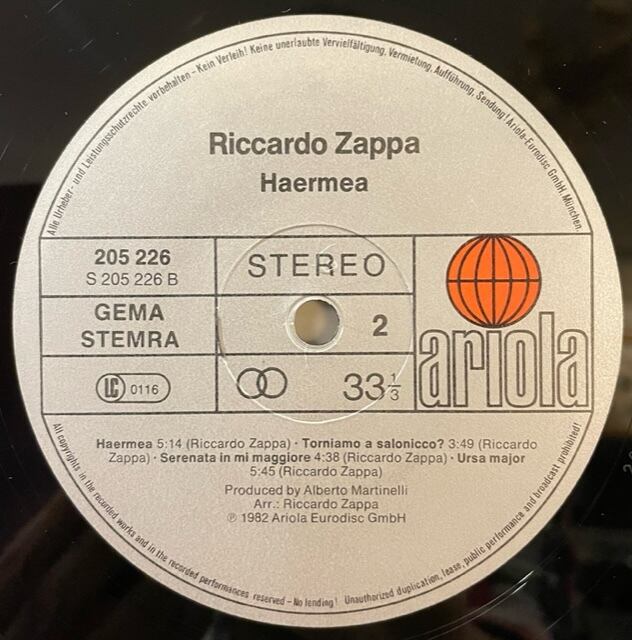 Alle Urheber- und Leistungsschutzrechte vorbehalten - Kein Verleih! Keine unerlaubte Vervielfältigung, Vermietung, Aufführung, Sendung! Ariola-Eurodisc GmbH, München.
Riccardo Zappa
Haermea
205 226
S 205 226 B
STEREO
GEMA
STEMRA
2
LC 0116
33 1/3
ariola
Haermea 5:14 (Riccardo Zappa) · Torniamo a salonicco? 3:49 (Riccardo
Zappa) · Serenata in mi maggiore 4:38 (Riccardo Zappa) · Ursa major
5:45 (Riccardo Zappa)
Produced by Alberto Martinelli
Arr.: Riccardo Zappa
℗ 1982 Ariola Eurodisc GmbH
All copyrights in the recorded works and in the recorded performances reserved - No lending! Unauthorized duplication, lease, public performance and broadcast prohibited!